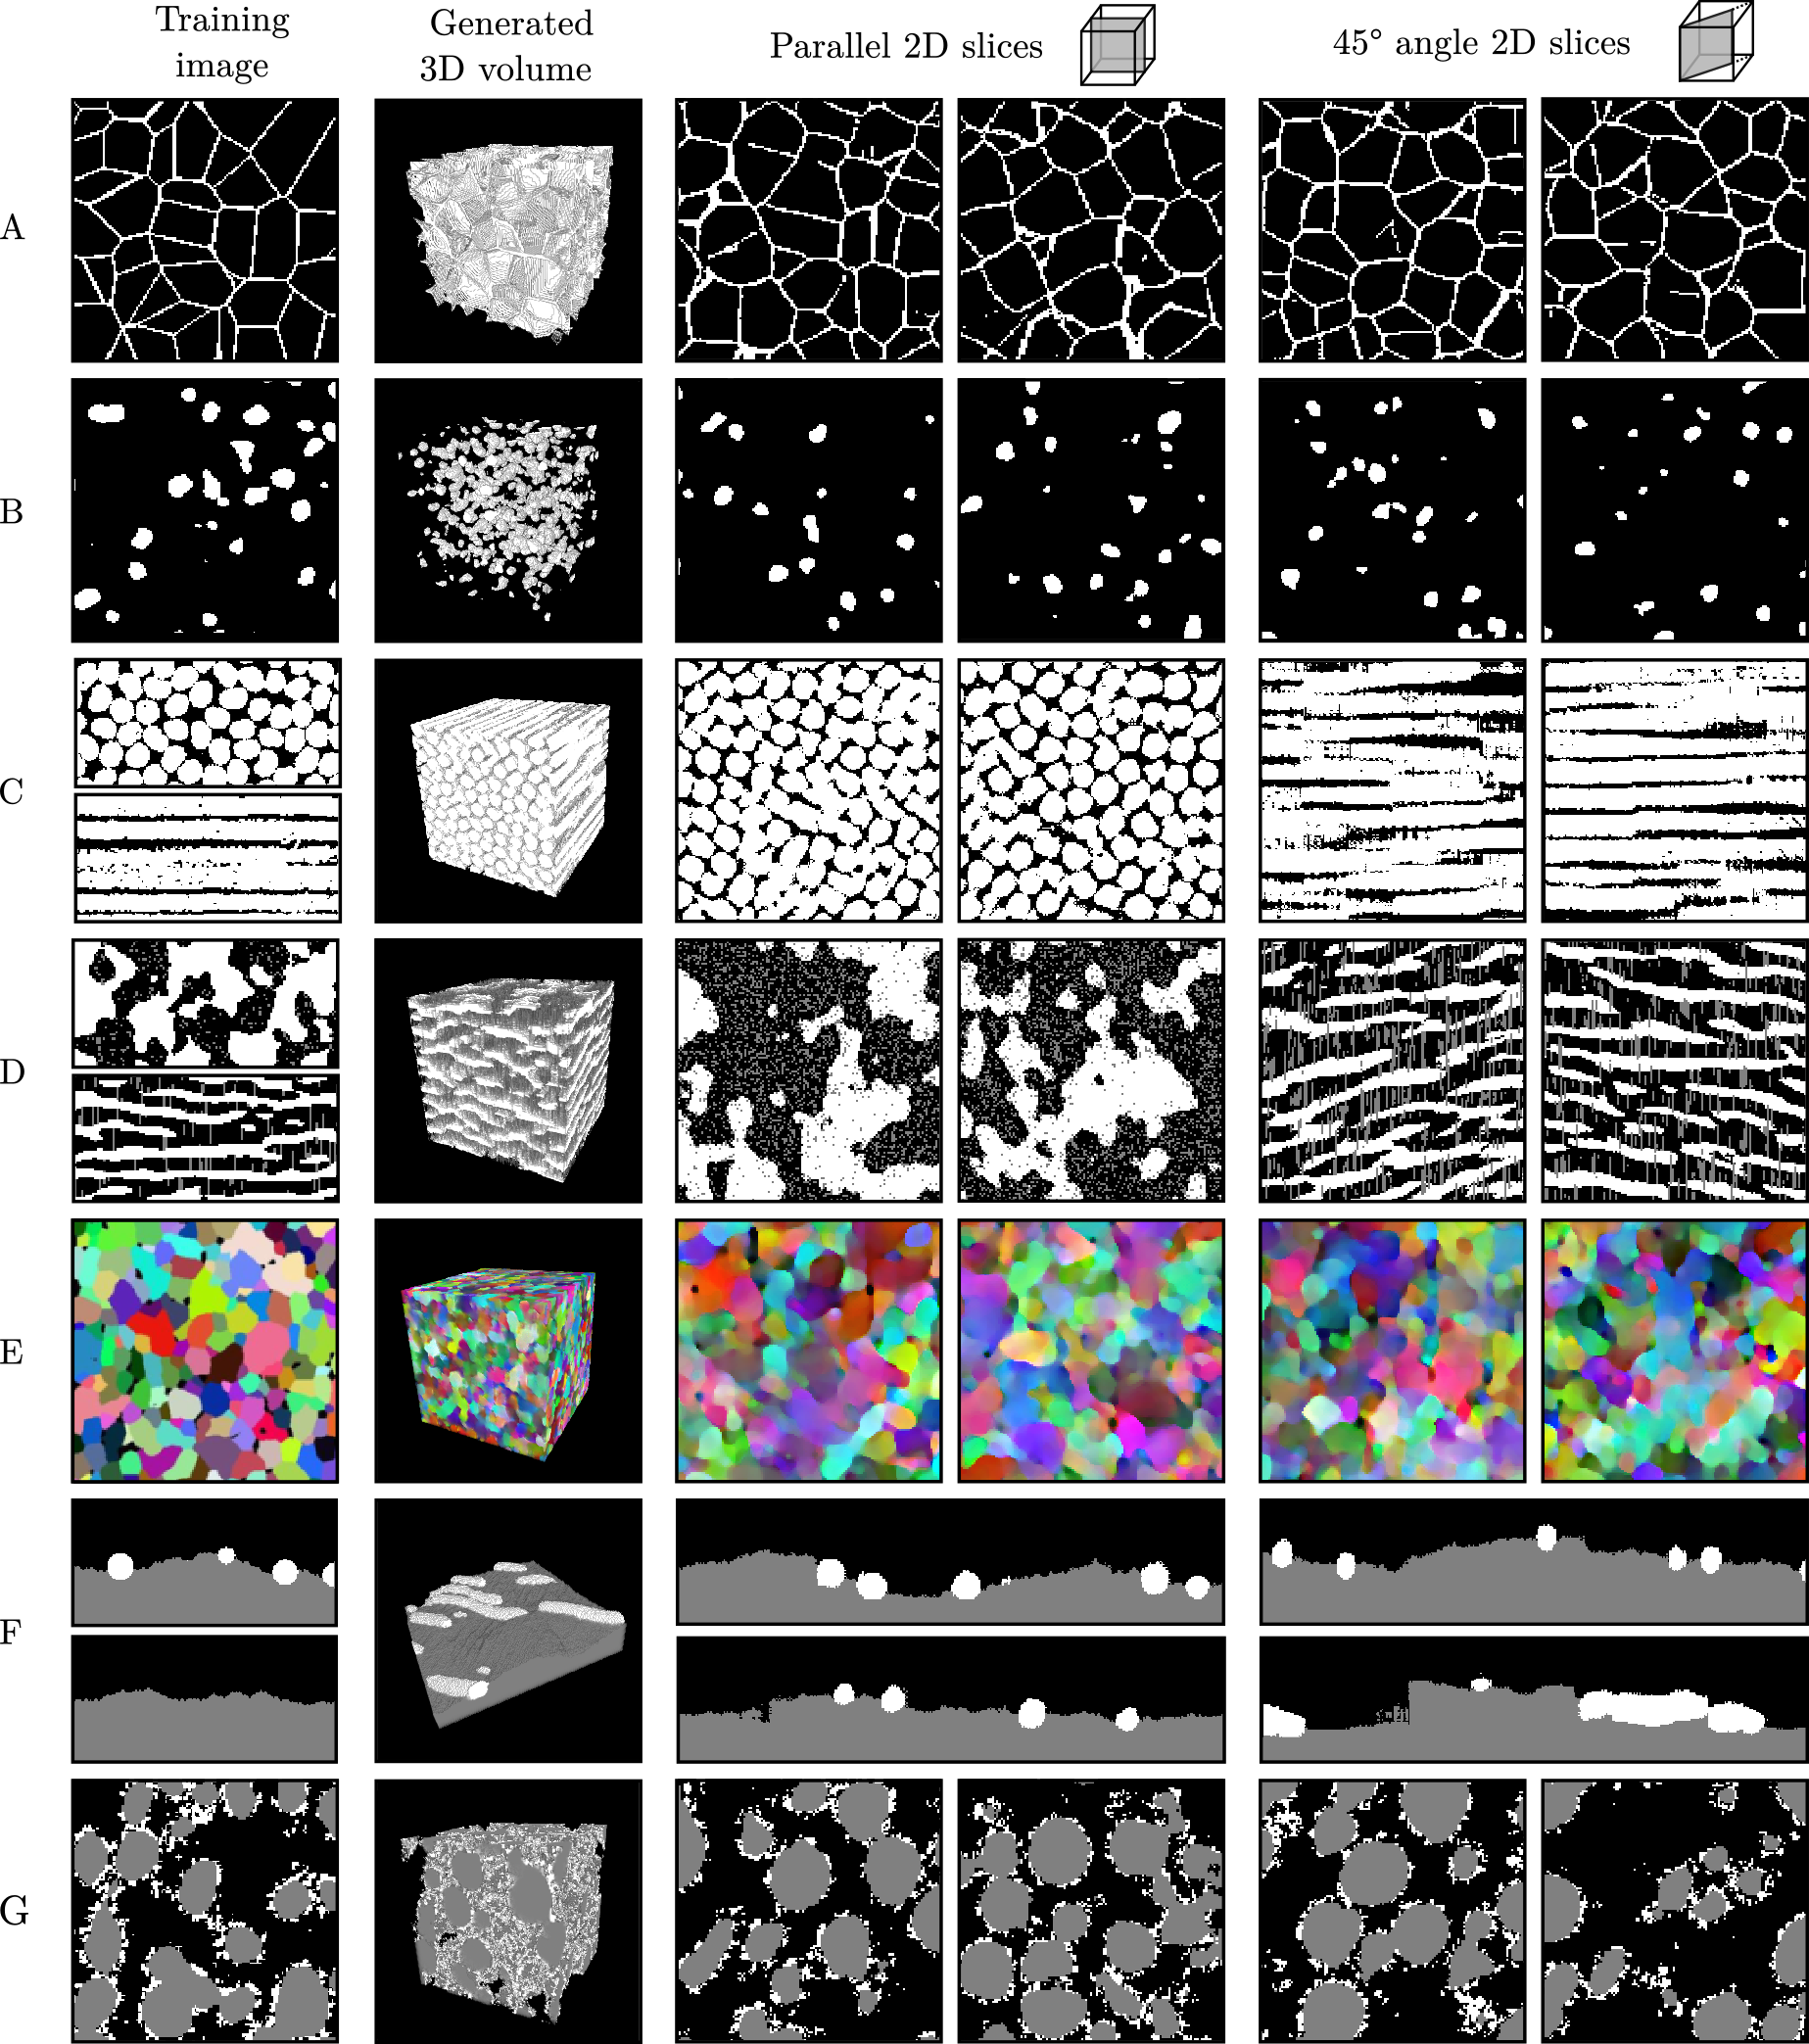 Training
image
Generated
3D volume
Parallel 2D slices
45° angle 2D slices
A
B
C
D
E
F
G